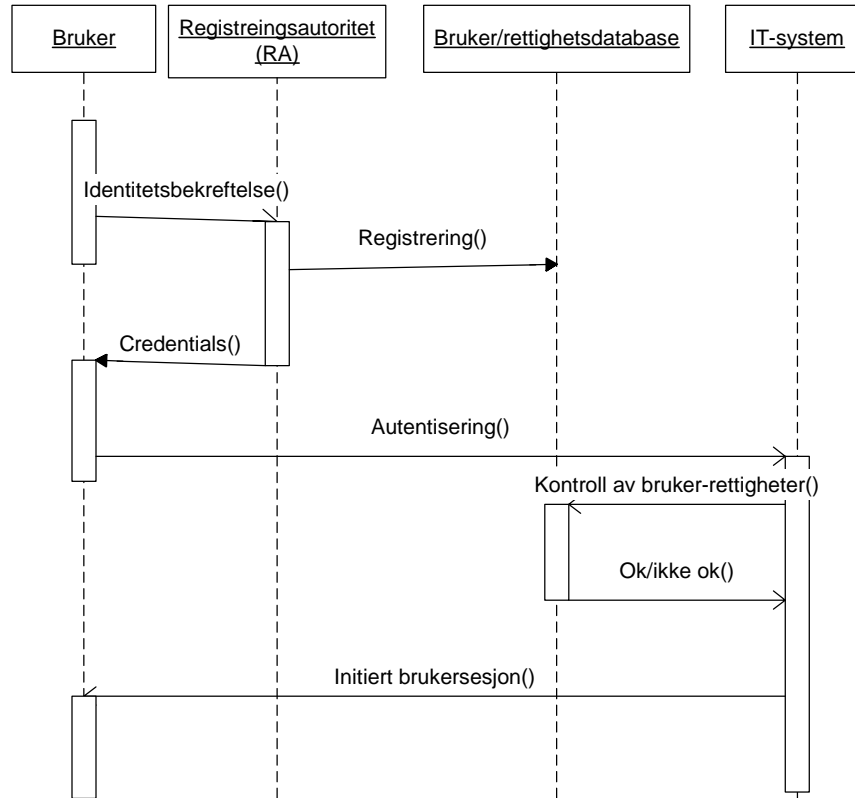 Bruker
Registreingsautoritet
(RA)
Bruker/rettighetsdatabase
IT-system
Identitetsbekreftelse()
Registrering()
Credentials()
Autentisering()
Kontroll av bruker-rettigheter()
Ok/ikke ok()
Initiert brukersesjon()